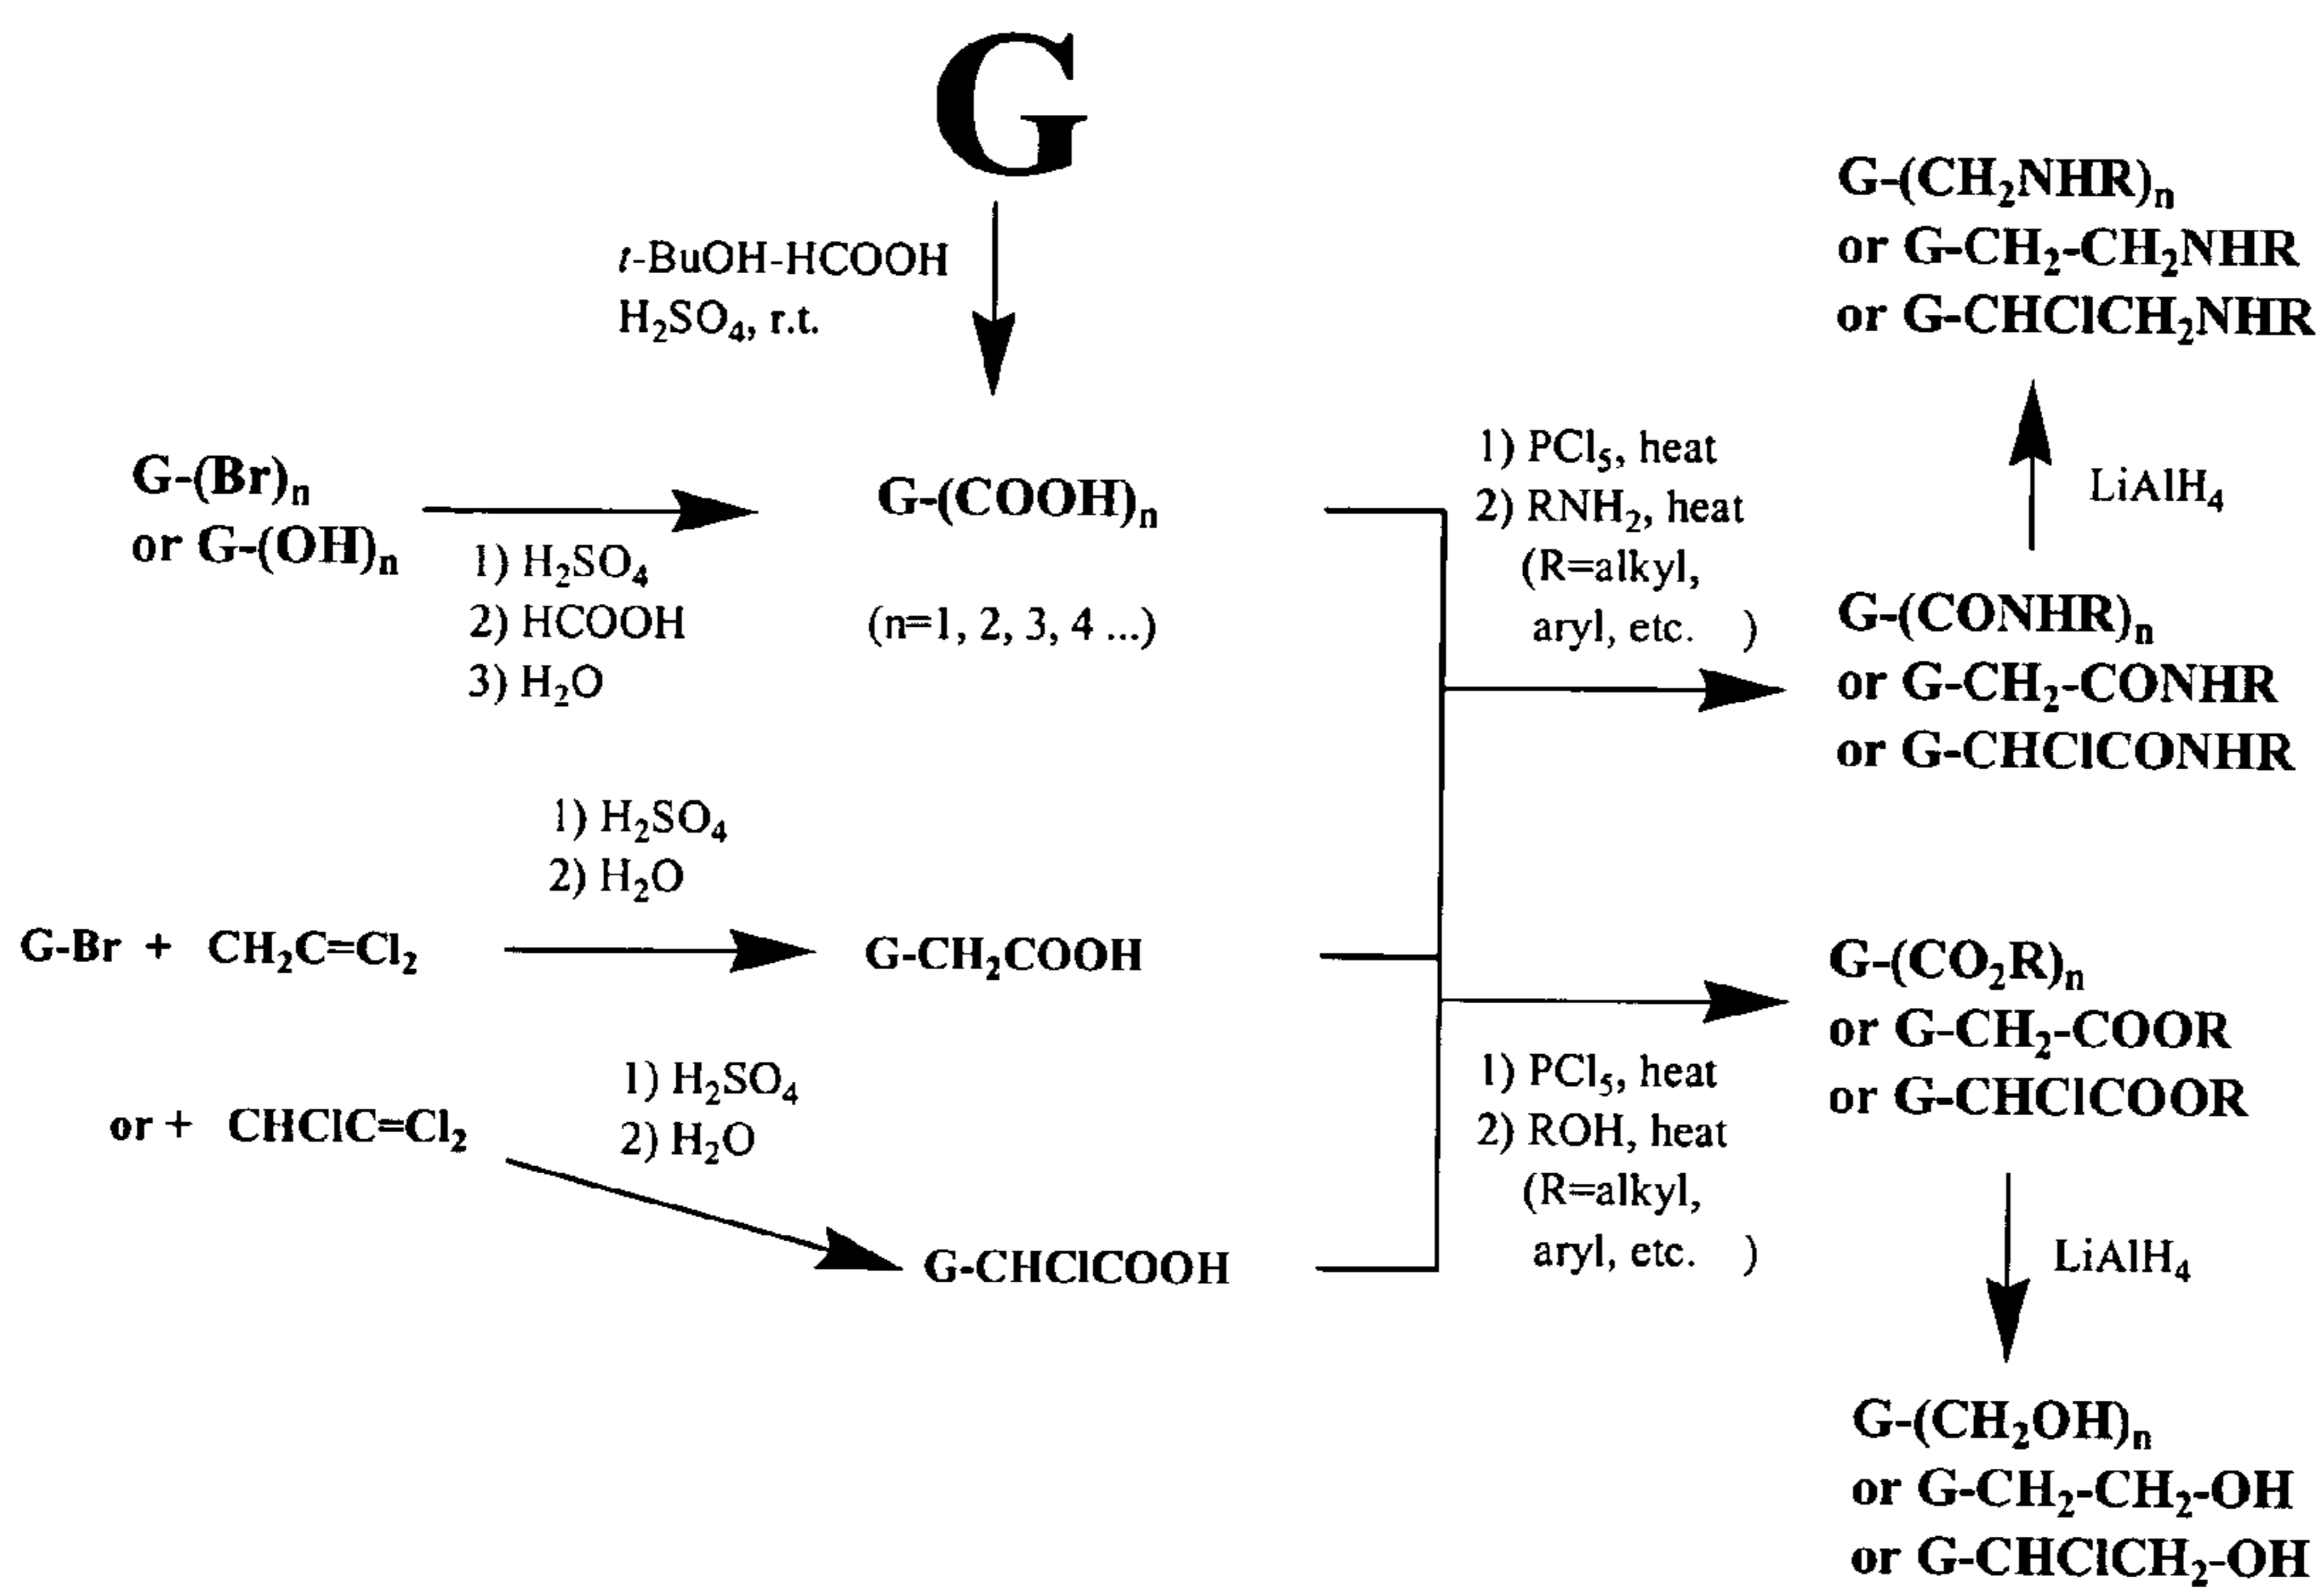 G
t-BuOH-HCOOH
H₂SO₄, r.t.
G-(Br)ₙ
or G-(OH)ₙ
1) H₂SO₄
2) HCOOH
3) H₂O
G-(COOH)ₙ
(n=1, 2, 3, 4 ...)
1) PCl₅, heat
2) RNH₂, heat
(R=alkyl,
aryl, etc. )
G-(CH₂NHR)ₙ
or G-CH₂-CH₂NHR
or G-CHClCH₂NHR
LiAlH₄
G-(CONHR)ₙ
or G-CH₂-CONHR
or G-CHClCONHR
1) H₂SO₄
2) H₂O
G-Br + CH₂C=Cl₂
G-CH₂COOH
or + CHClC=Cl₂
1) H₂SO₄
2) H₂O
G-CHClCOOH
1) PCl₅, heat
2) ROH, heat
(R=alkyl,
aryl, etc. )
G-(CO₂R)ₙ
or G-CH₂-COOR
or G-CHClCOOR
LiAlH₄
G-(CH₂OH)ₙ
or G-CH₂-CH₂-OH
or G-CHClCH₂-OH